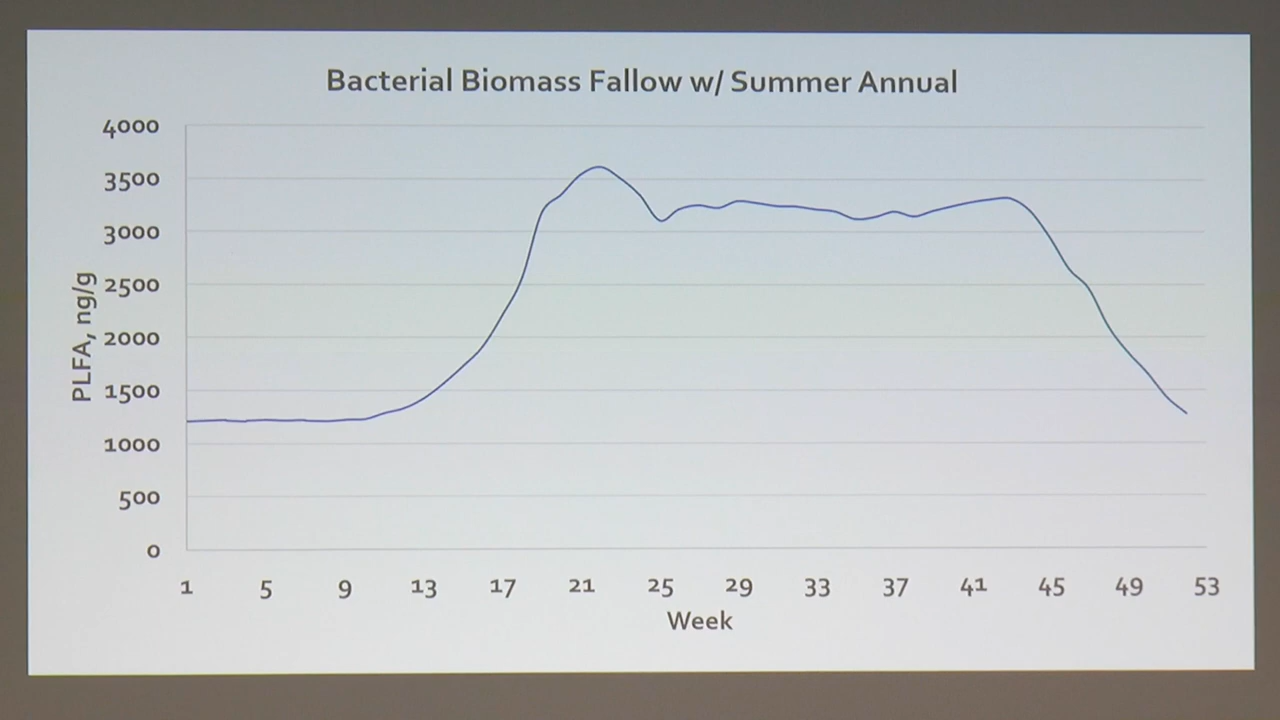 Bacterial Biomass Fallow w/ Summer Annual
4000
3500
3000
2500
2000
1500
1000
500
0
PLFA, ng/g
1 5 9 13 17 21 25 29 33 37 41 45 49 53
Week